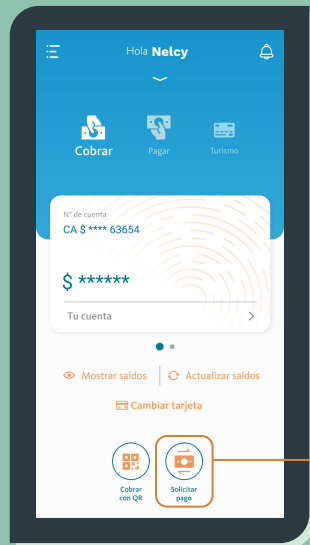 Hola Nelcy
Cobrar
Pagar
Turismo
N° de cuenta
CA $ **** 63654
$ ******
Tu cuenta
Mostrar saldos
Actualizar saldos
Cambiar tarjeta
Cobrar
con QR
Solicitar
pago